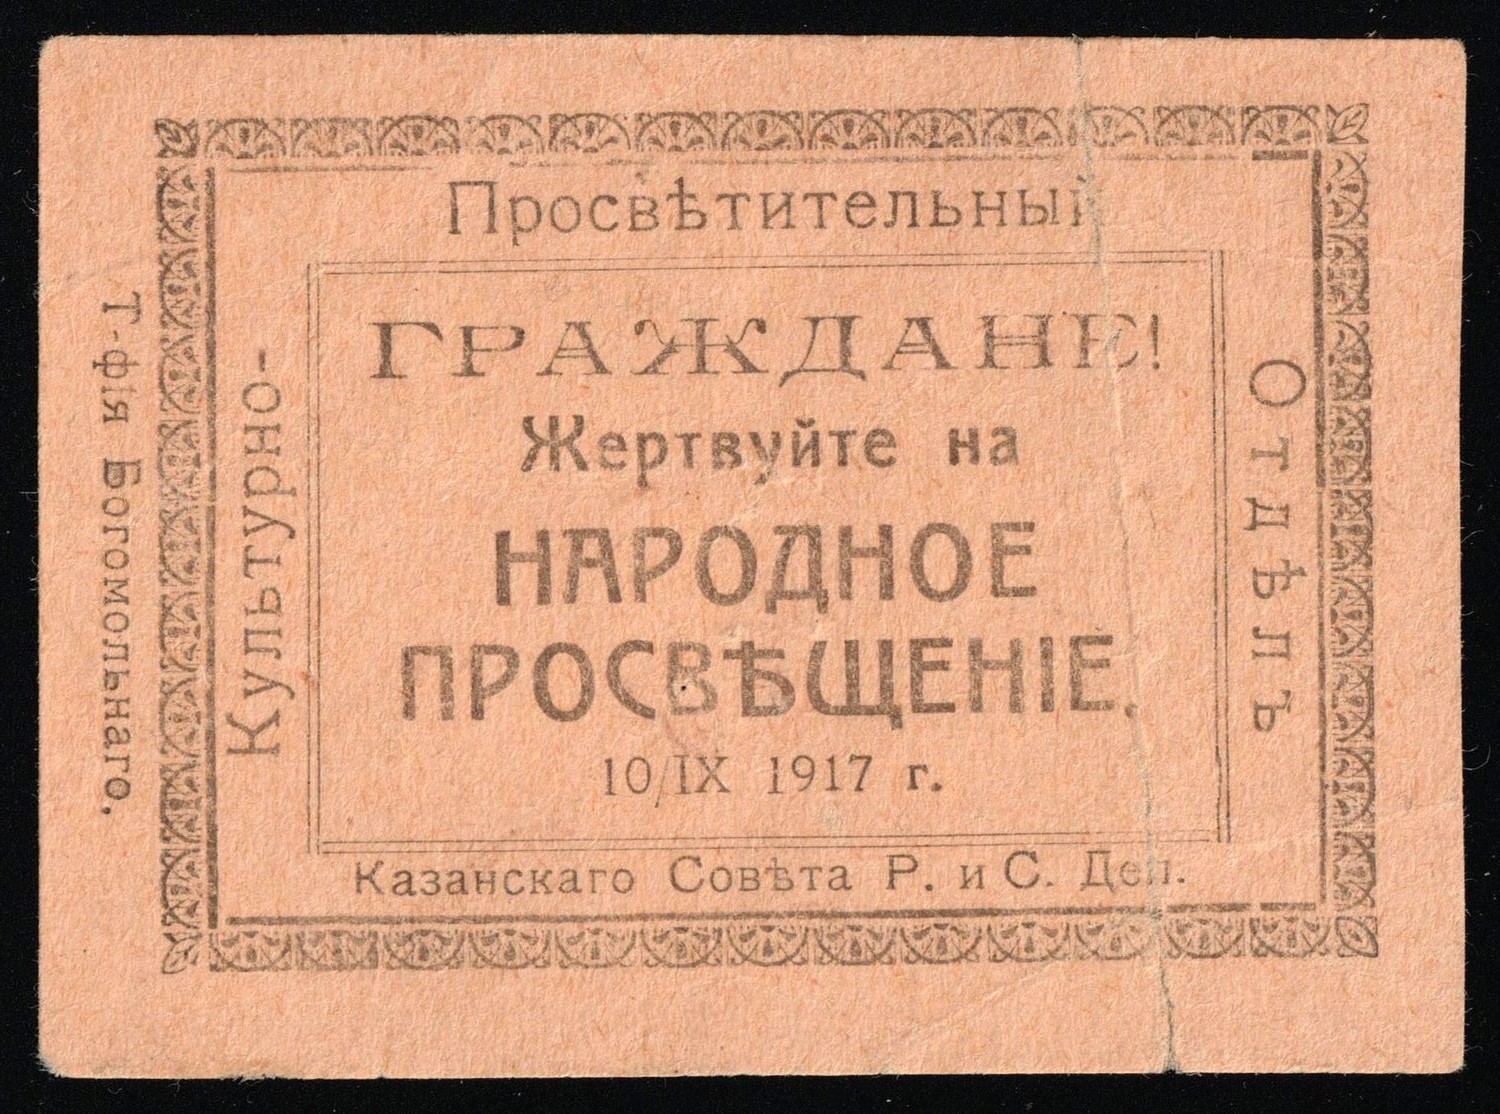 Культурно-
Просвѣтительный
Отдѣлъ
ГРАЖДАНЕ!
Жертвуйте на
НАРОДНОЕ
ПРОСВѢЩЕНІЕ.
10/IX 1917 г.
Казанскаго Совѣта Р. и С. Деп.
Т-фія Богомольнаго.